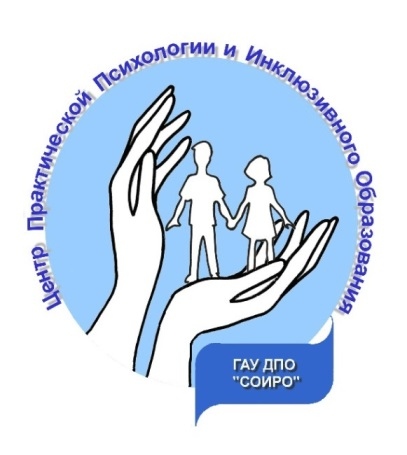 Центр Практической Психологии и Инклюзивного Образования
ГАУ ДПО
"СОИРО"